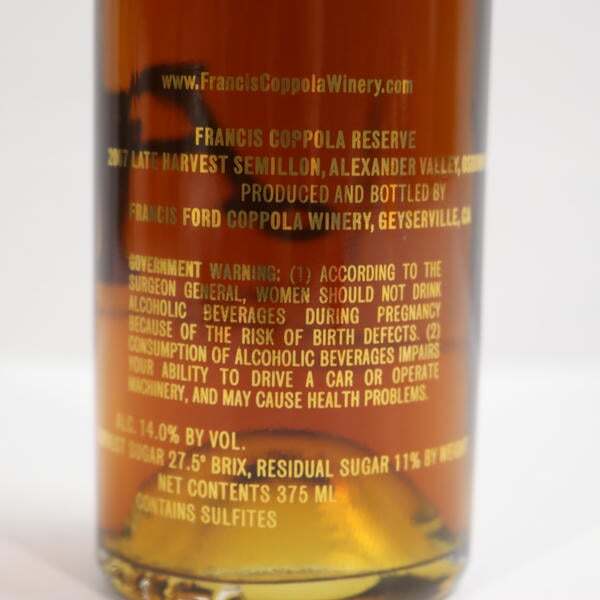 www.FrancisCoppolaWinery.com
FRANCIS COPPOLA RESERVE
2007 LATE HARVEST SEMILLON, ALEXANDER VALLEY,
PRODUCED AND BOTTLED BY
FRANCIS FORD COPPOLA WINERY, GEYSERVILLE, CA
GOVERNMENT WARNING: (1) ACCORDING TO THE
SURGEON GENERAL, WOMEN SHOULD NOT DRINK
ALCOHOLIC BEVERAGES DURING PREGNANCY
BECAUSE OF THE RISK OF BIRTH DEFECTS. (2)
CONSUMPTION OF ALCOHOLIC BEVERAGES IMPAIRS
YOUR ABILITY TO DRIVE A CAR OR OPERATE
MACHINERY, AND MAY CAUSE HEALTH PROBLEMS.
ALC. 14.0% BY VOL.
SUGAR 27.5° BRIX, RESIDUAL SUGAR 11% BY WEIGHT
NET CONTENTS 375 ML
CONTAINS SULFITES